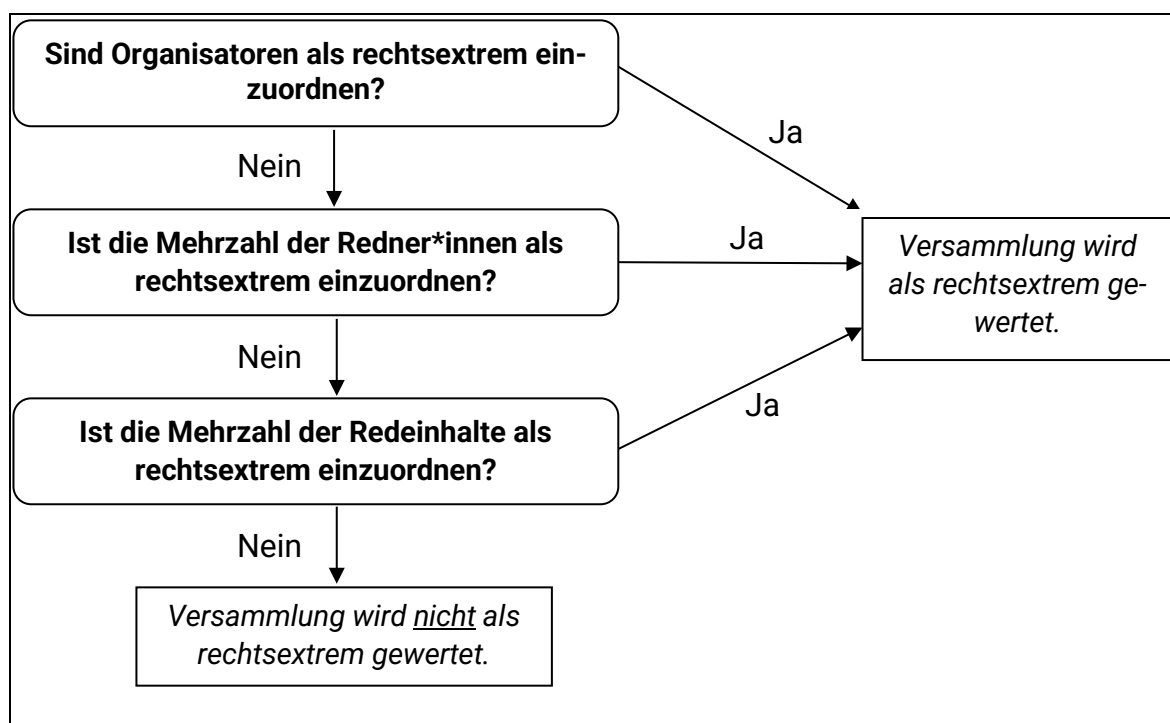 Sind Organisatoren als rechtsextrem ein-
zuordnen?
Ja
Nein
Ist die Mehrzahl der Redner*innen als
rechtsextrem einzuordnen?
Ja
Versammlung wird
als rechtsextrem ge-
wertet.
Nein
Ist die Mehrzahl der Redeinhalte als
rechtsextrem einzuordnen?
Ja
Nein
Versammlung wird nicht als
rechtsextrem gewertet.